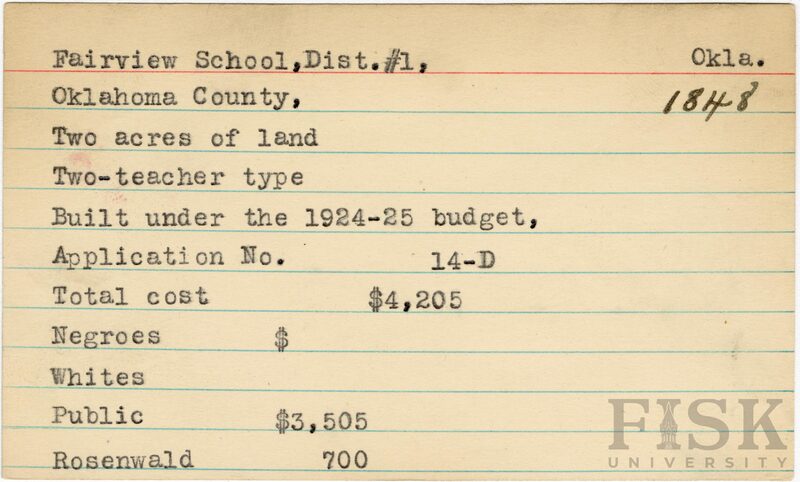 Fairview School,Dist.#1, Okla.
Oklahoma County, 1848
Two acres of land
Two-teacher type
Built under the 1924-25 budget,
Application No. 14-D
Total cost $4,205
Negroes $
Whites
Public $3,505
Rosenwald 700
FISK
UNIVERSITY